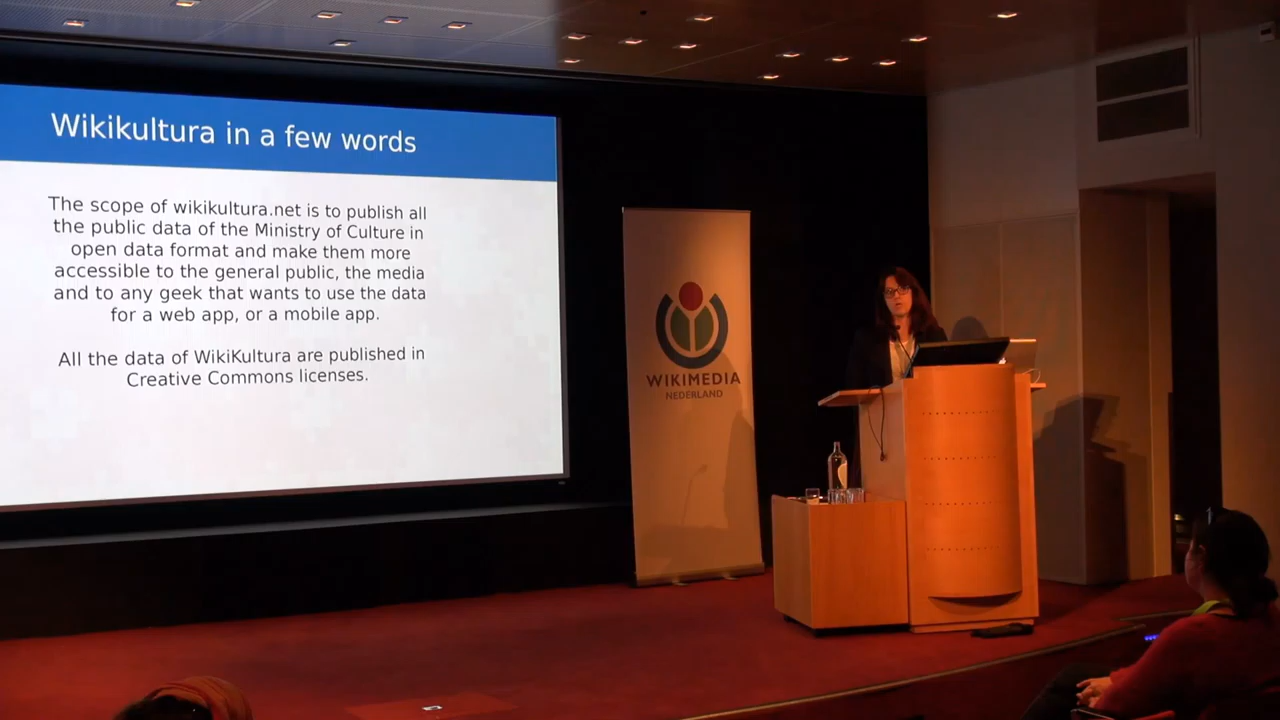 Wikikultura in a few words
The scope of wikikultura.net is to publish all
the public data of the Ministry of Culture in
open data format and make them more
accessible to the general public, the media
and to any geek that wants to use the data
for a web app, or a mobile app.
All the data of WikiKultura are published in
Creative Commons licenses.
WIKIMEDIA
NEDERLAND